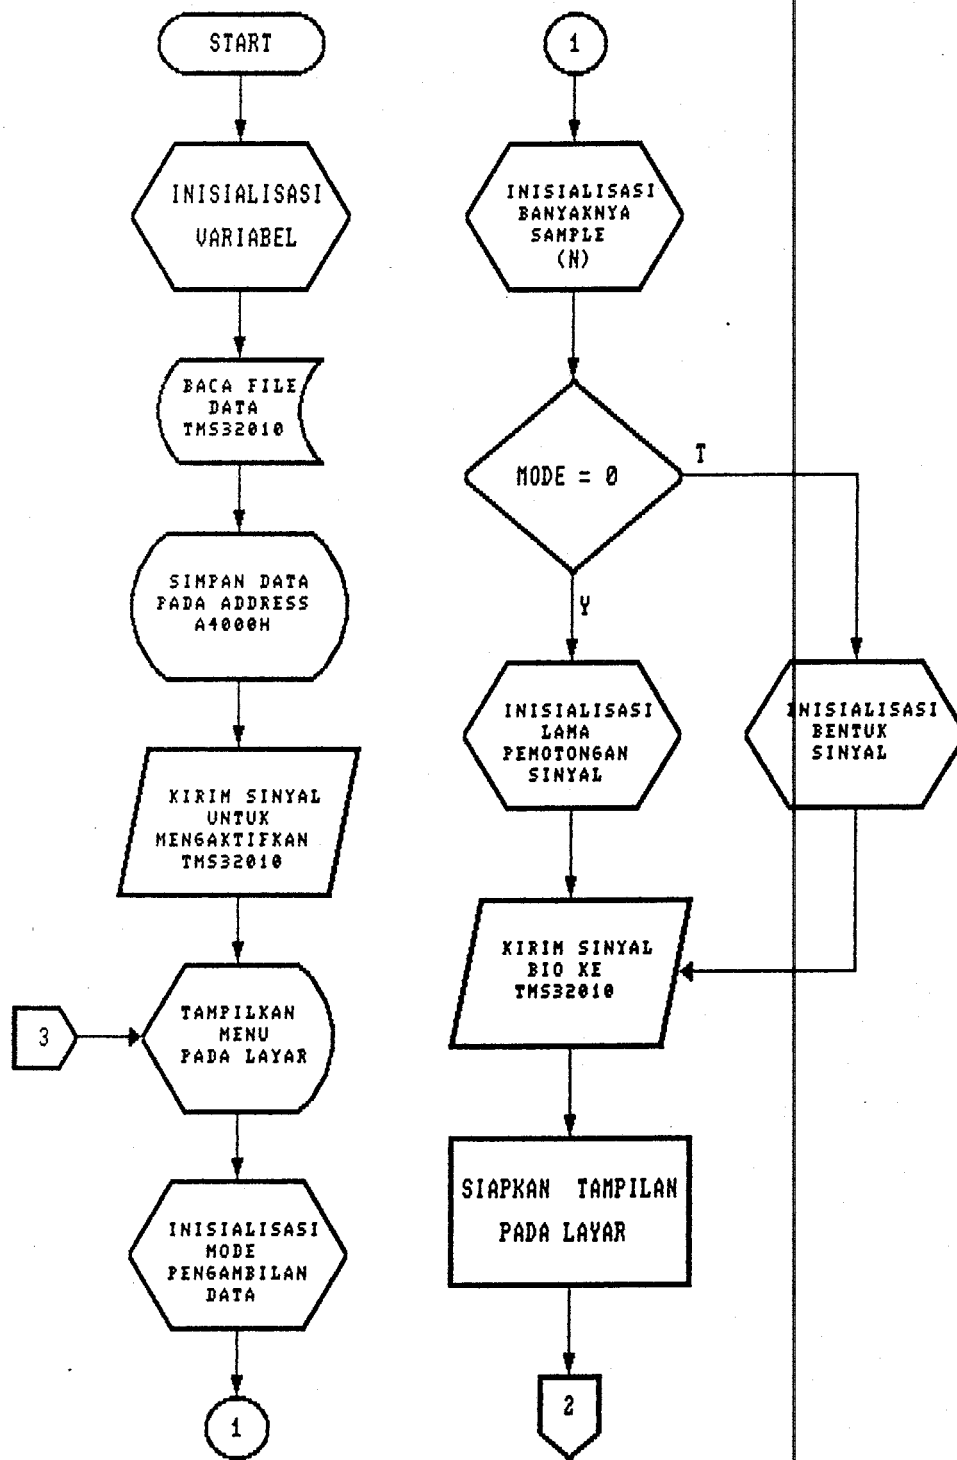 START
INISIALISASI
VARIABEL
BACA FILE
DATA
TMS32010
SIMPAN DATA
PADA ADDRESS
A4000H
KIRIM SINYAL
UNTUK
MENGAKTIFKAN
TMS32010
3
TAMPILKAN
MENU
PADA LAYAR
INISIALISASI
MODE
PENGAMBILAN
DATA
1
1
INISIALISASI
BANYAKNYA
SAMPLE
(N)
MODE = 0
T
Y
INISIALISASI
LAMA
PEMOTONGAN
SINYAL
INISIALISASI
BENTUK
SINYAL
KIRIM SINYAL
BIO KE
TMS32010
SIAPKAN TAMPILAN
PADA LAYAR
2